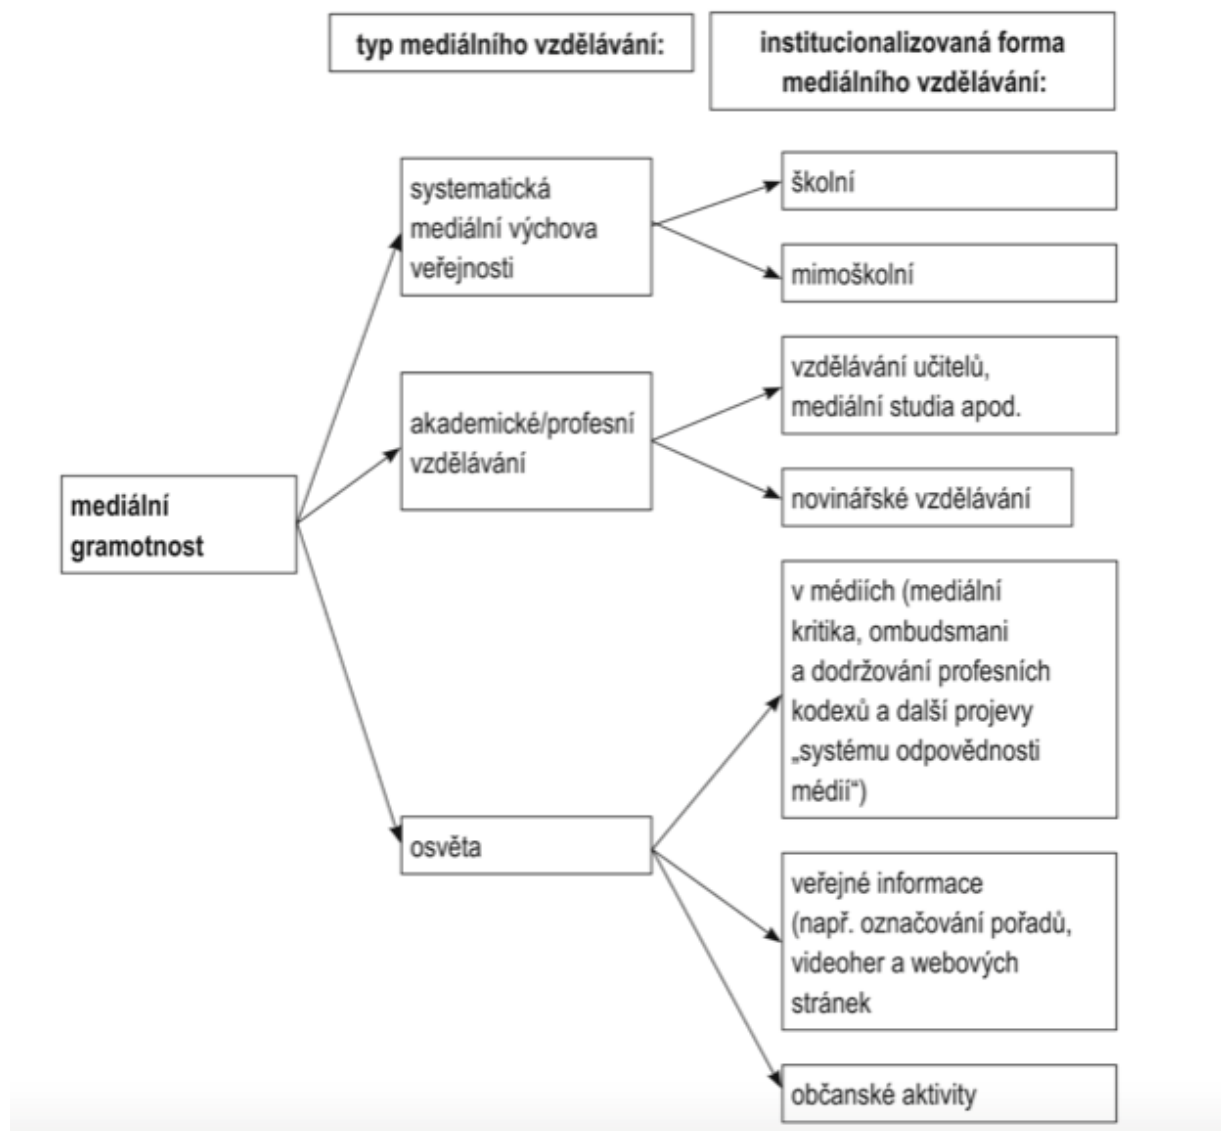 typ mediálního vzdělávání:
institucionalizovaná forma
mediálního vzdělávání:
mediální
gramotnost
systematická
mediální výchova
veřejnosti
školní
mimoškolní
akademické/profesní
vzdělávání
vzdělávání učitelů,
mediální studia apod.
novinářské vzdělávání
osvěta
v médiích (mediální
kritika, ombudsmani
a dodržování profesních
kodexů a další projevy
„systému odpovědnosti
médií“)
veřejné informace
(např. označování pořadů,
videoher a webových
stránek
občanské aktivity